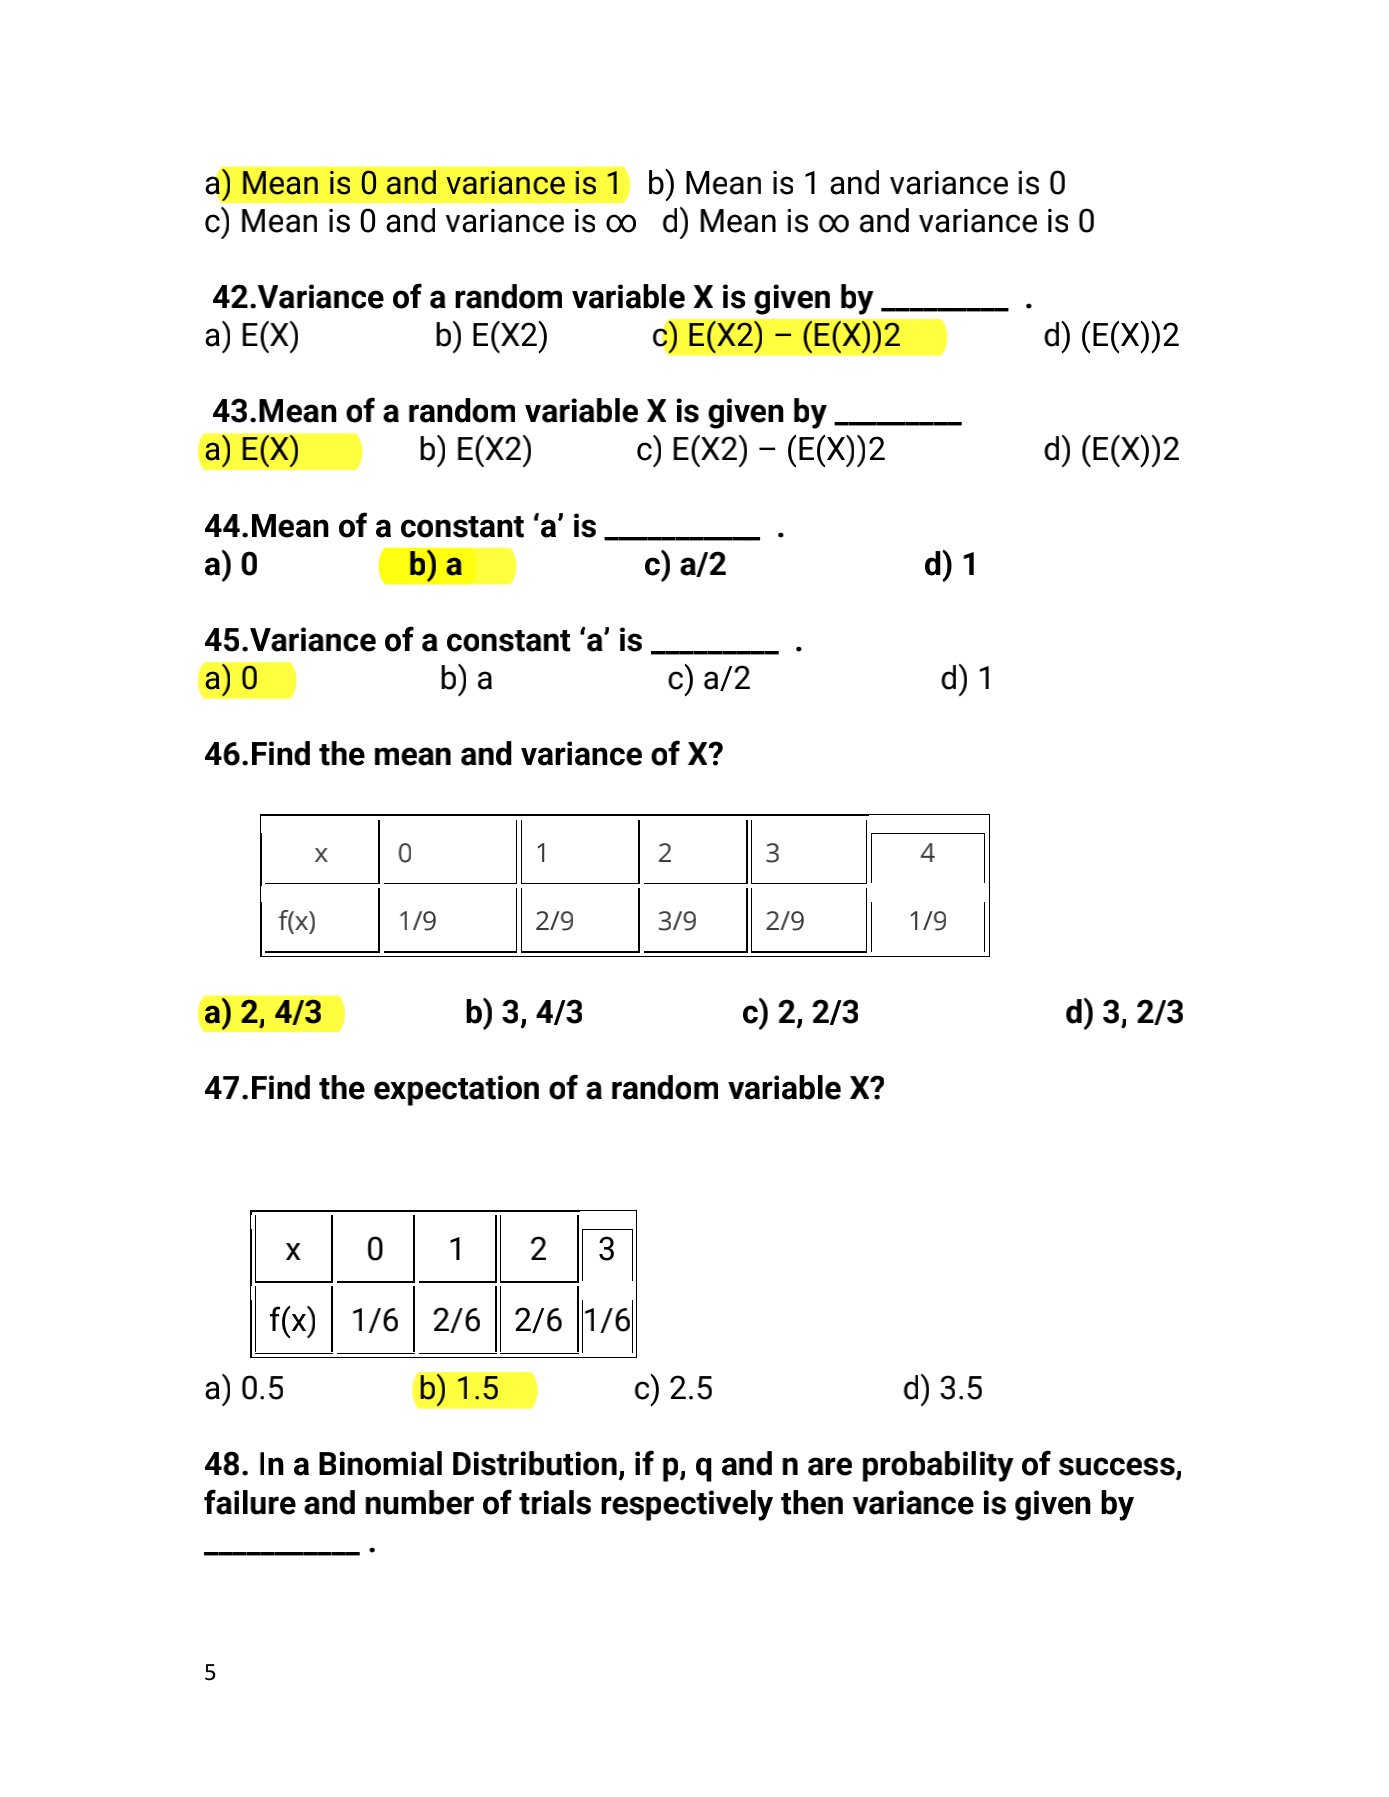 a) Mean is 0 and variance is 1 b) Mean is 1 and variance is 0
c) Mean is 0 and variance is ∞ d) Mean is ∞ and variance is 0
42.Variance of a random variable X is given by ________ .
a) E(X) b) E(X2) c) E(X2) – (E(X))2 d) (E(X))2
43.Mean of a random variable X is given by ________
a) E(X) b) E(X2) c) E(X2) – (E(X))2 d) (E(X))2
44.Mean of a constant ‘a’ is __________ .
a) 0 b) a c) a/2 d) 1
45.Variance of a constant ‘a’ is ________ .
a) 0 b) a c) a/2 d) 1
46.Find the mean and variance of X?
x 0 1 2 3 4
f(x) 1/9 2/9 3/9 2/9 1/9
a) 2, 4/3 b) 3, 4/3 c) 2, 2/3 d) 3, 2/3
47.Find the expectation of a random variable X?
x 0 1 2 3
f(x) 1/6 2/6 2/6 1/6
a) 0.5 b) 1.5 c) 2.5 d) 3.5
48. In a Binomial Distribution, if p, q and n are probability of success,
failure and number of trials respectively then variance is given by
__________ .
5